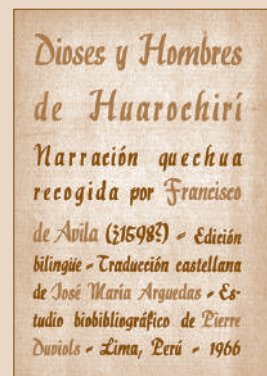 Dioses y Hombres
de Huarochirí
Narración quechua
recogida por Francisco
de Avila (¿1598?) - Edición
bilingüe - Traducción castellana
de José María Arguedas - Es-
tudio biobibliográfico de Pierre
Duviols - Lima, Perú - 1966